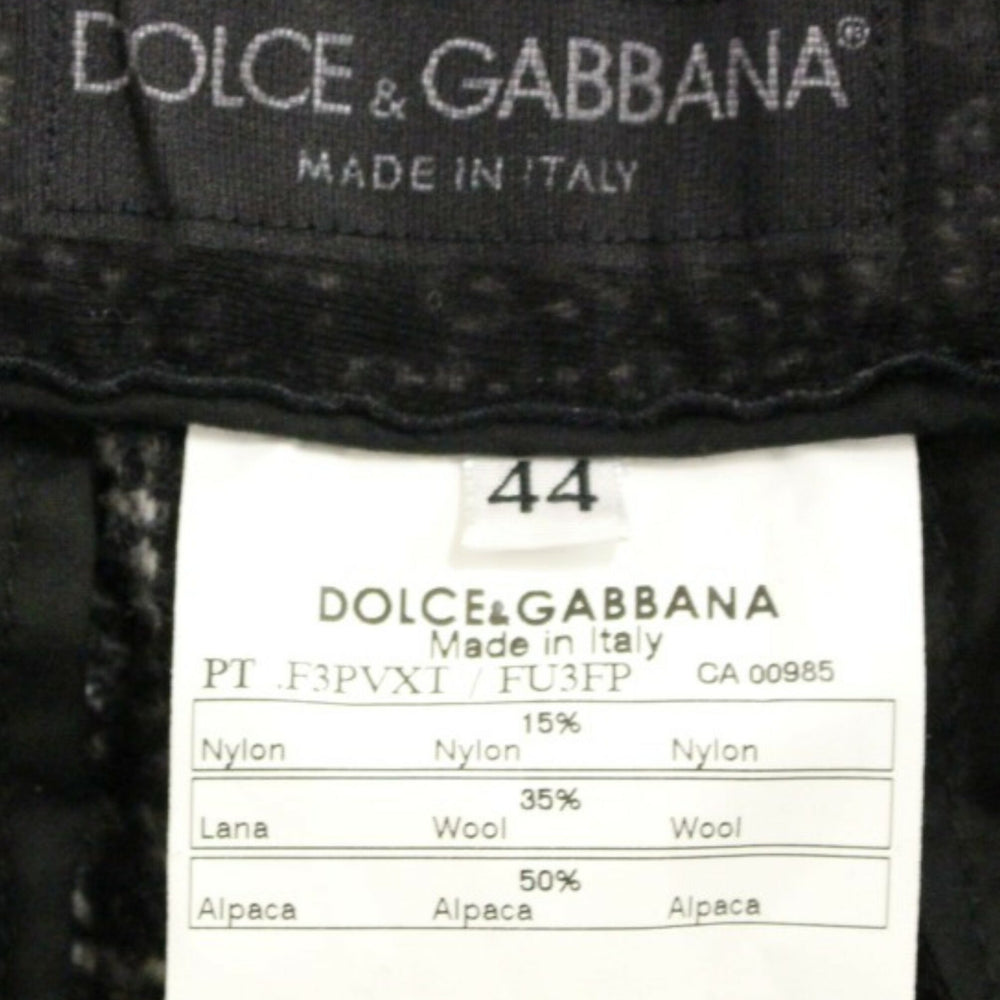 DOLCE & GABBANA®
MADE IN ITALY
44
DOLCE&GABBANA
Made in Italy
PT .F3PVXT / FU3FP CA 00985
15%
Nylon Nylon Nylon
35%
Lana Wool Wool
50%
Alpaca Alpaca Alpaca